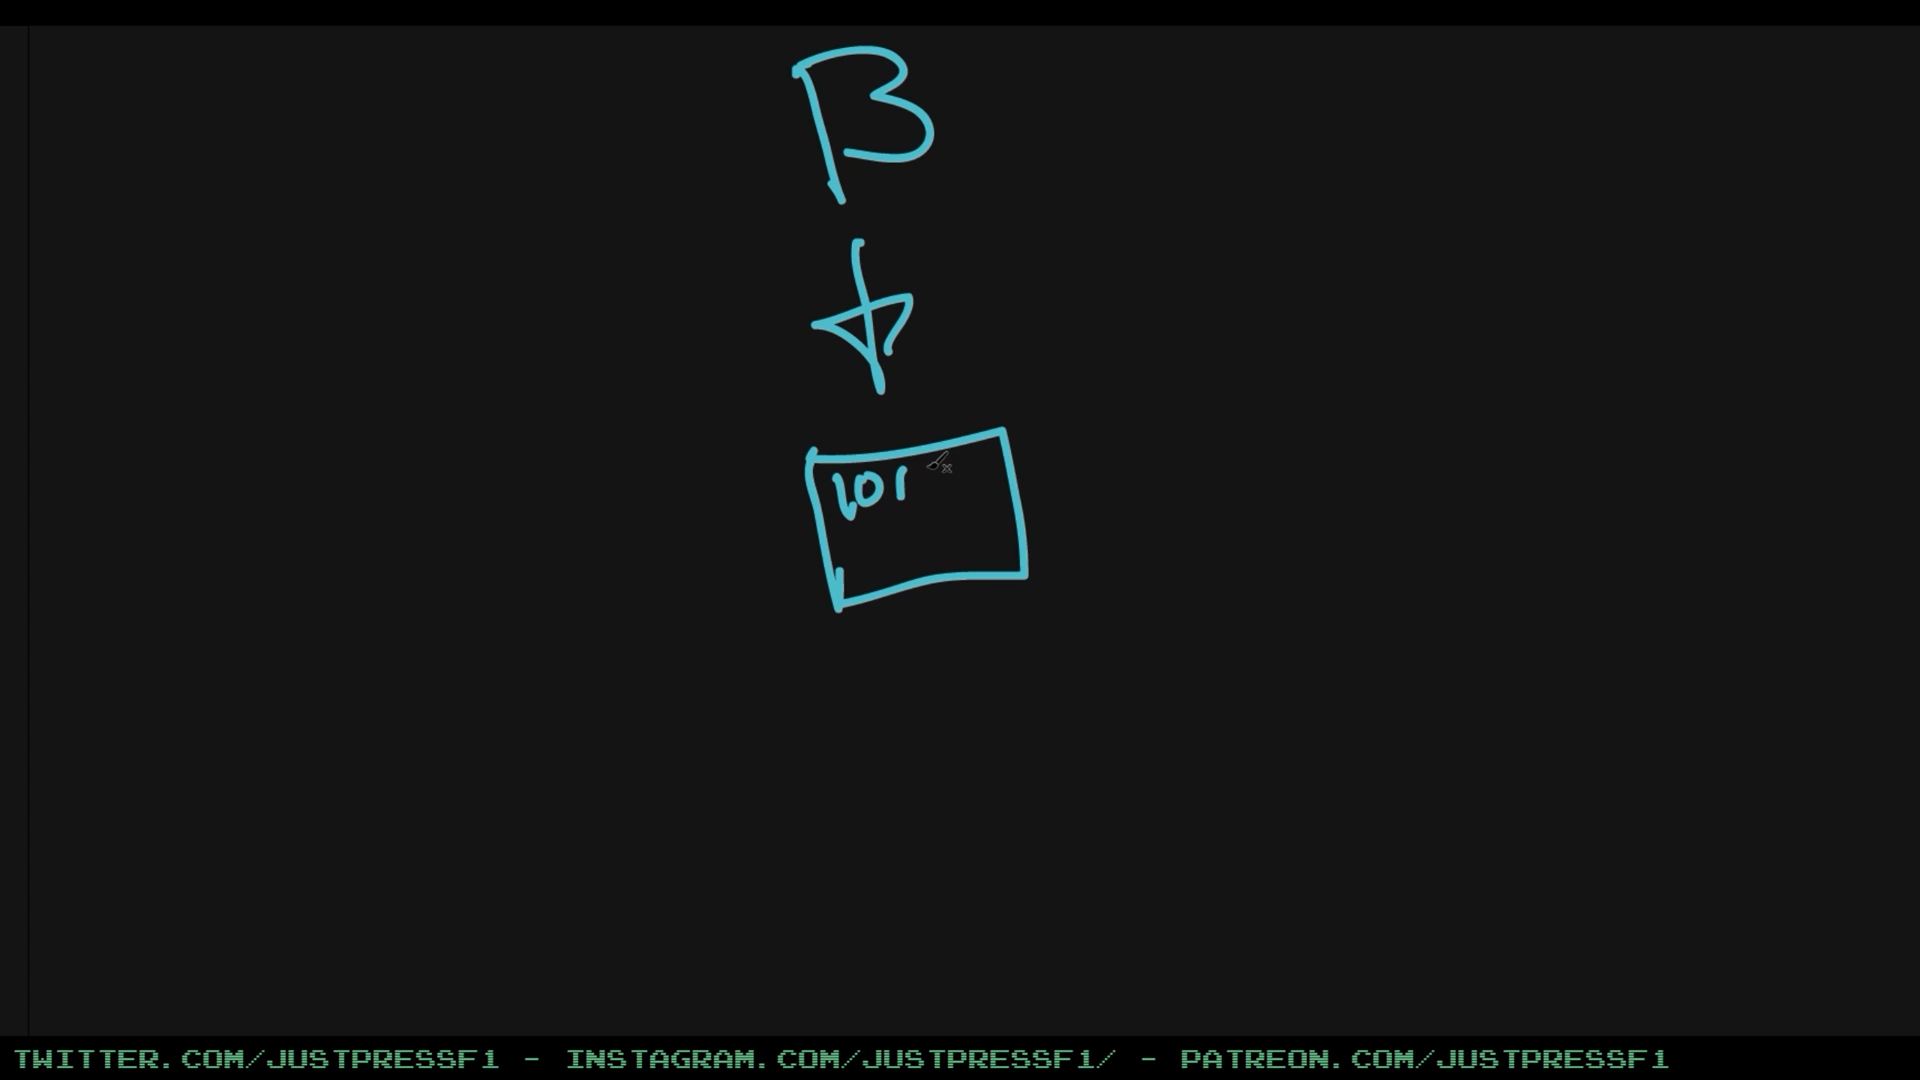 B
101
TWITTER.COM/JUSTPRESSF1 - INSTAGRAM.COM/JUSTPRESSF1/ - PATREON.COM/JUSTPRESSF1